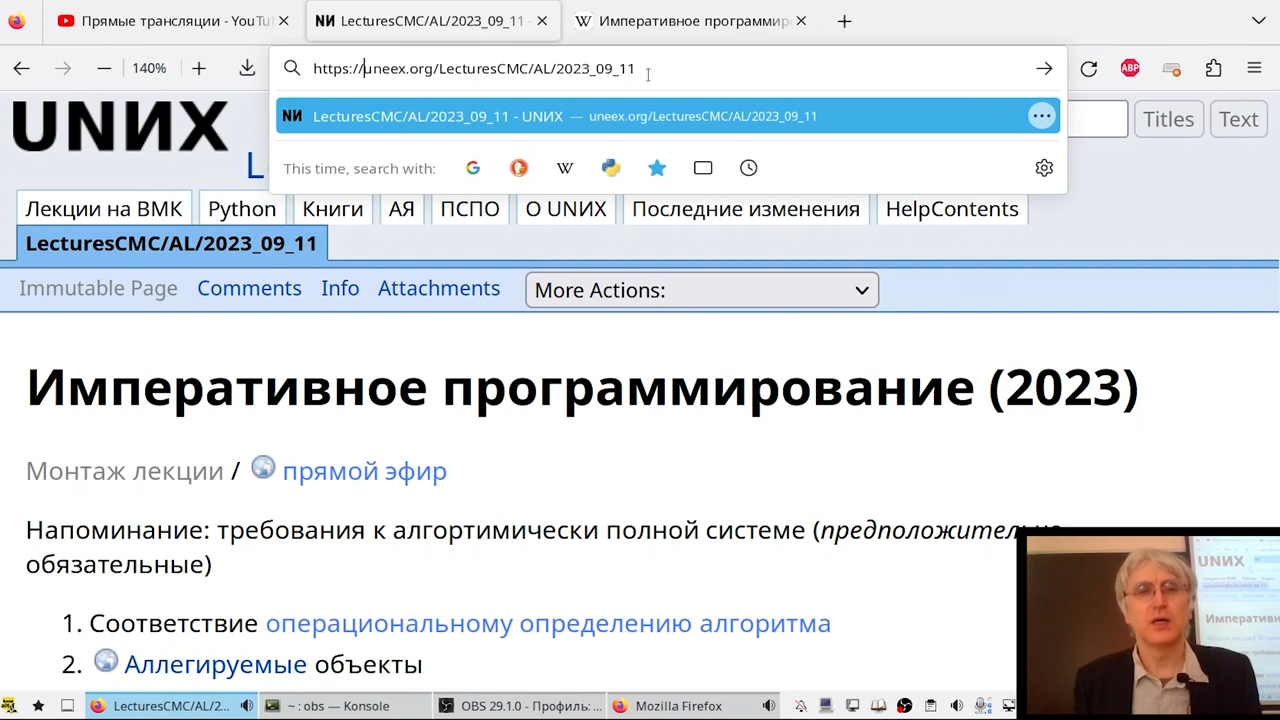 Прямые трансляции - YouTu
LecturesCMC/AL/2023_09_11 -
Императивное программир
140%
https://uneex.org/LecturesCMC/AL/2023_09_11
ABP
LecturesCMC/AL/2023_09_11 - UNИX — uneex.org/LecturesCMC/AL/2023_09_11
This time, search with:
UNИX
Titles
Text
Лекции на ВМК
Python
Книги
АЯ
ПСПО
О UNИX
Последние изменения
HelpContents
LecturesCMC/AL/2023_09_11
Immutable Page
Comments
Info
Attachments
More Actions:
Императивное программирование (2023)
Монтаж лекции / прямой эфир
Напоминание: требования к алгортимически полной системе (предположительно
обязательные)
1. Соответствие операциональному определению алгоритма
2. Аллегируемые объекты
LecturesCMC/AL/2...
~ : obs — Konsole
OBS 29.1.0 - Профиль: ...
Mozilla Firefox